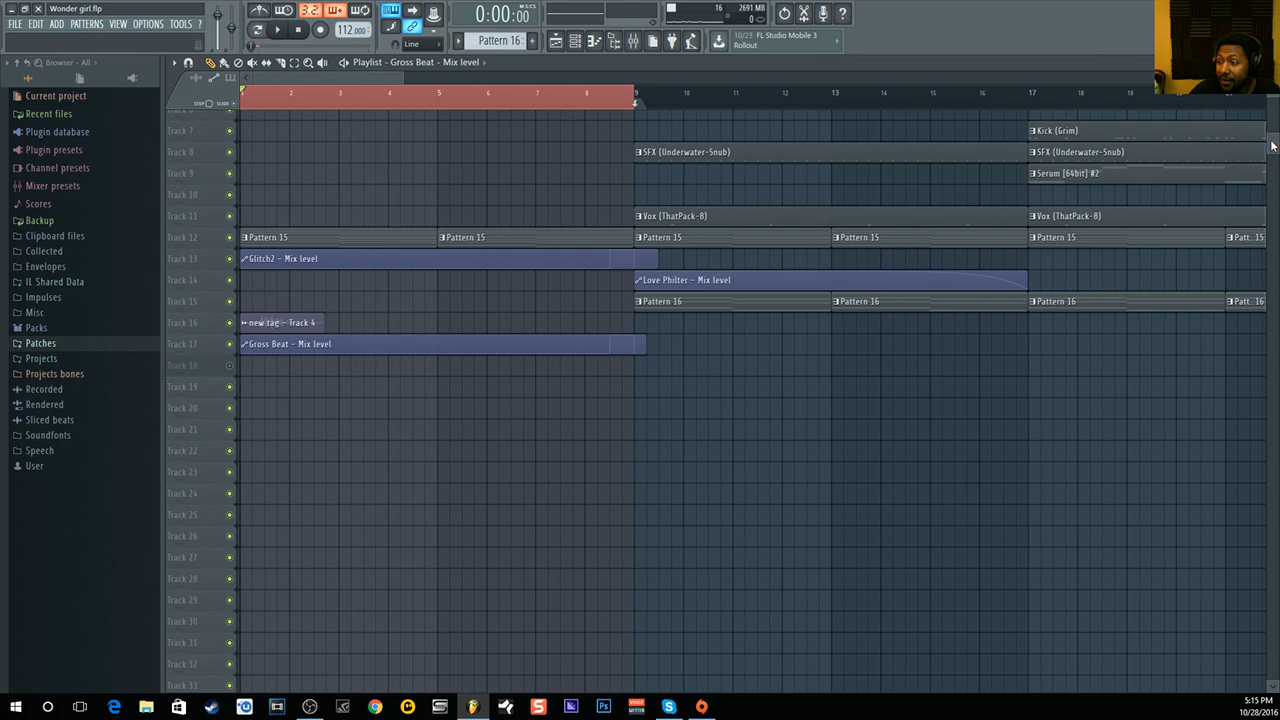 Wonder girl.flp
FILE EDIT ADD PATTERNS VIEW OPTIONS TOOLS ?
3.2
112.000
Line
0:00:00
M:S:CS
Pattern 16
16
2691 MB
0
10/23 FL Studio Mobile 3
Rollout
Browser - All
Playlist - Gross Beat - Mix level
STEP SLIDE
2 3 4 5 6 7 8 9 10 11 12 13 14 15 16 17 18 19
Current project
Recent files
Plugin database
Plugin presets
Channel presets
Mixer presets
Scores
Backup
Clipboard files
Collected
Envelopes
IL Shared Data
Impulses
Misc
Packs
Patches
Projects
Projects bones
Recorded
Rendered
Sliced beats
Soundfonts
Speech
User
Track 7 Kick (Grim)
Track 8 SFX (Underwater-Snub) SFX (Underwater-Snub)
Track 9 Serum [64bit] #2
Track 10
Track 11 Vox (ThatPack-8) Vox (ThatPack-8)
Track 12 Pattern 15 Pattern 15 Pattern 15 Pattern 15 Pattern 15 Patt..15
Track 13 Glitch2 - Mix level
Track 14 Love Philter - Mix level
Track 15 Pattern 16 Pattern 16 Pattern 16 Patt..16
Track 16 new tag - Track 4
Track 17 Gross Beat - Mix level
Track 18
Track 19
Track 20
Track 21
Track 22
Track 23
Track 24
Track 25
Track 26
Track 27
Track 28
Track 29
Track 30
Track 31
Track 32
Track 33
5:15 PM
10/28/2016